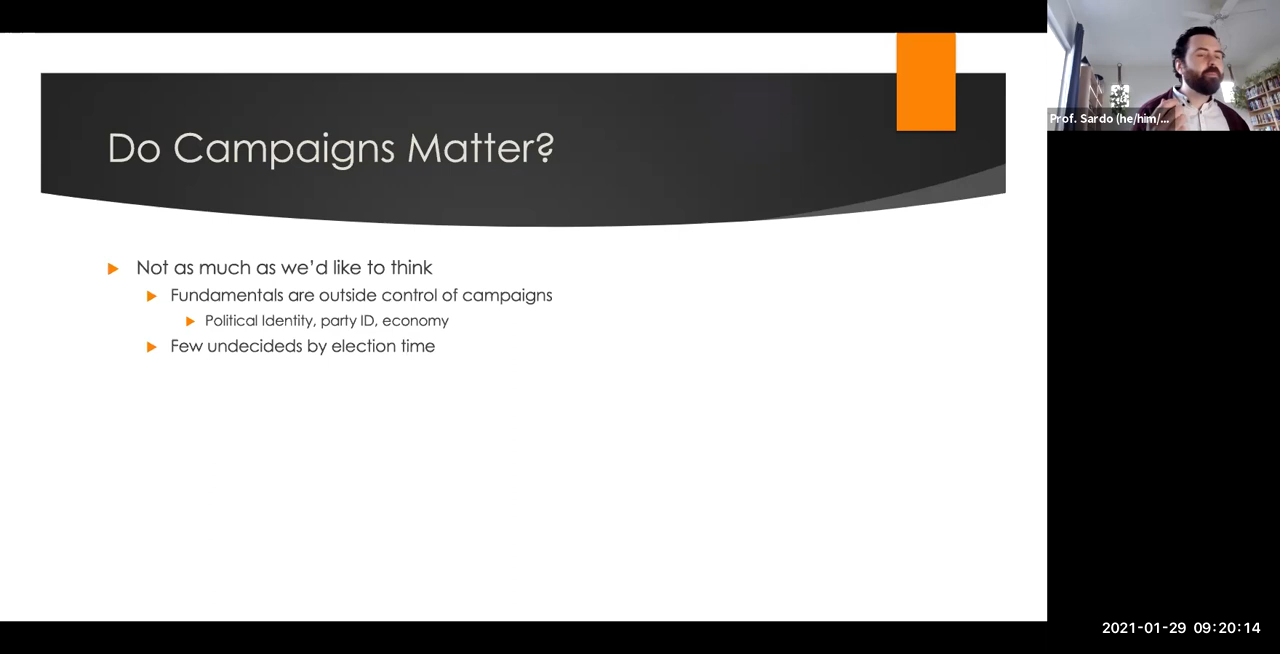 Do Campaigns Matter?
Not as much as we’d like to think
Fundamentals are outside control of campaigns
Political Identity, party ID, economy
Few undecideds by election time
Prof. Sardo (he/him/...
2021-01-29 09:20:14